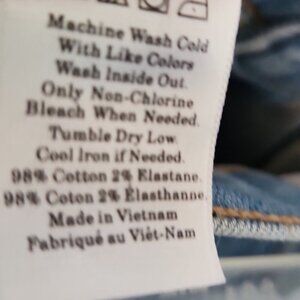 Machine Wash Cold
With Like Colors
Wash Inside Out.
Only Non-Chlorine
Bleach When Needed.
Tumble Dry Low.
Cool Iron if Needed.
98% Cotton 2% Elastane.
98% Coton 2% Élasthanne.
Made in Vietnam
Fabriqué au Viêt-Nam